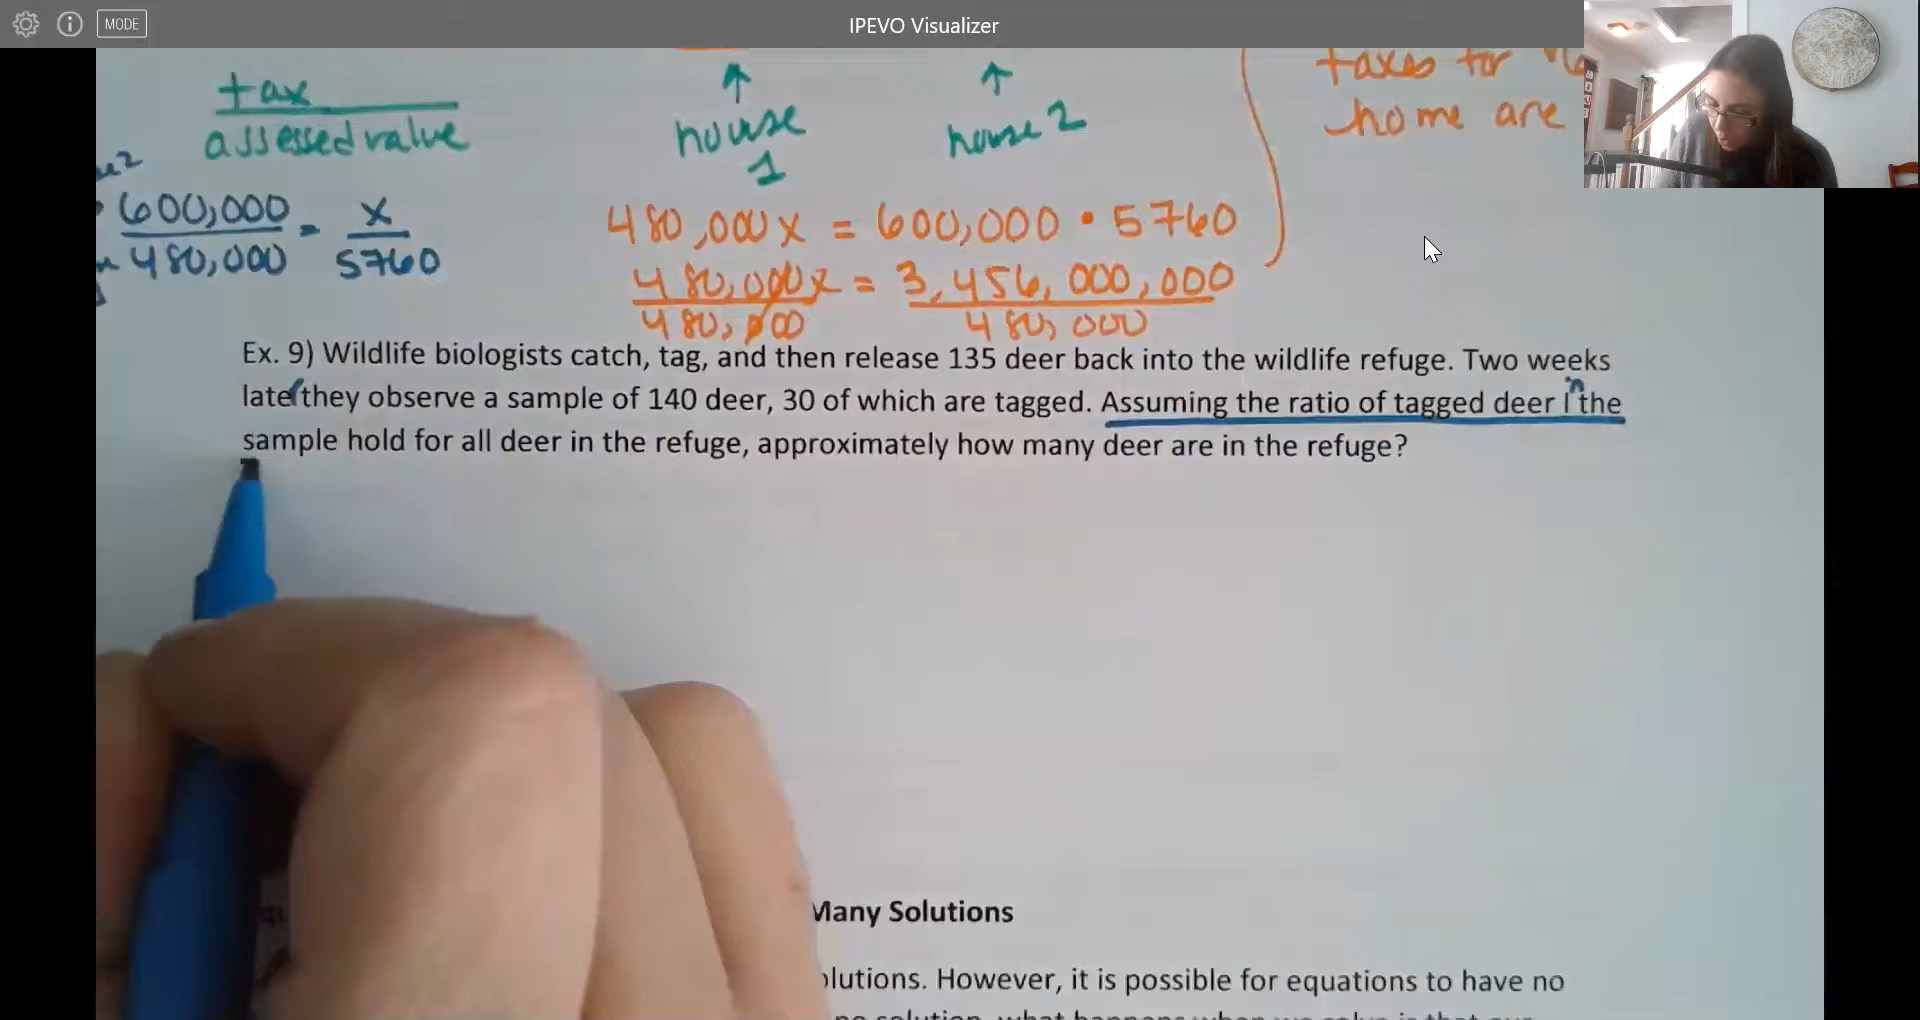 MODE
IPEVO Visualizer
tax
assessed value
house
1
house 2
taxes for
home are
600,000
480,000
=
x
5760
480,000x = 600,000 • 5760
480,000x = 3,456,000,000
480,000
480,000
Ex. 9) Wildlife biologists catch, tag, and then release 135 deer back into the wildlife refuge. Two weeks
later they observe a sample of 140 deer, 30 of which are tagged. Assuming the ratio of tagged deer in the
sample hold for all deer in the refuge, approximately how many deer are in the refuge?
Many Solutions
olutions. However, it is possible for equations to have no